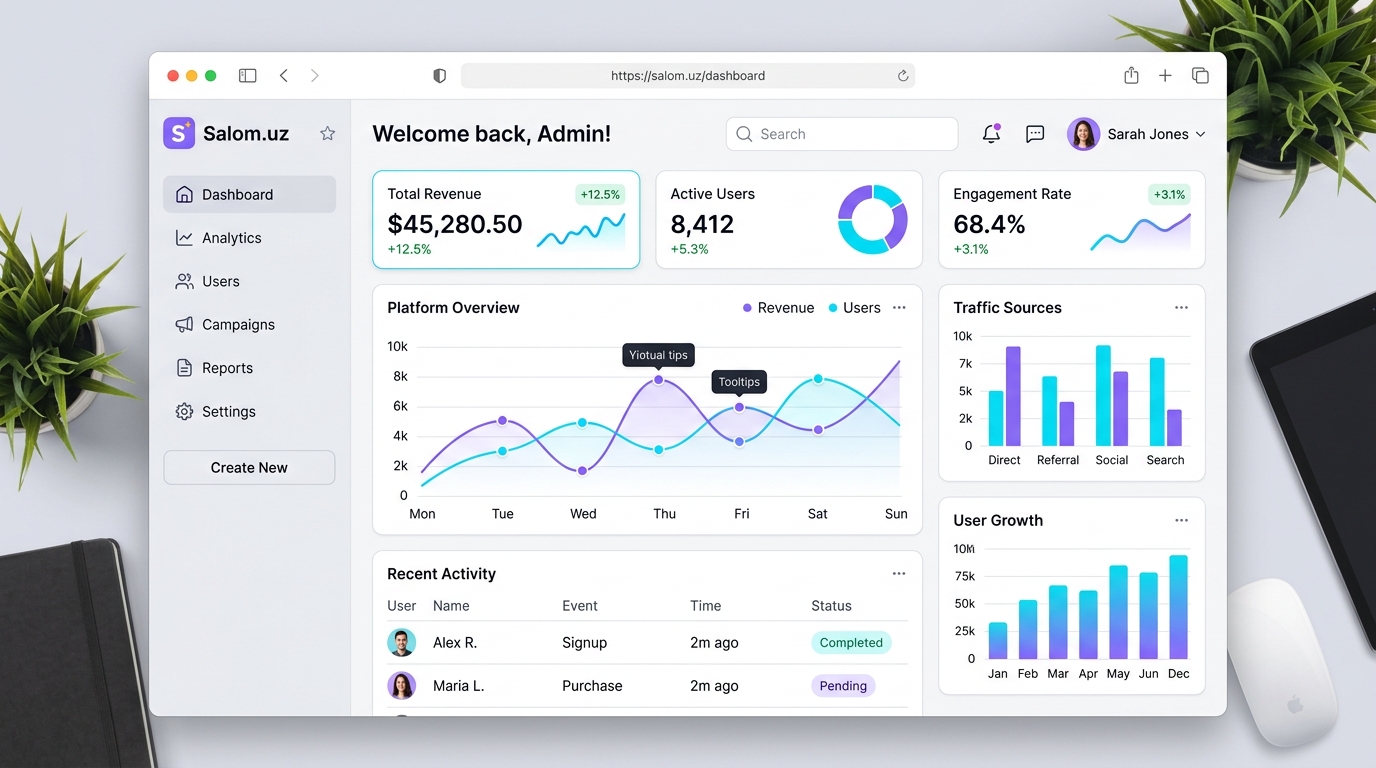 https://salom.uz/dashboard
S
Salom.uz
Dashboard
Analytics
Users
Campaigns
Reports
Settings
Create New
Welcome back, Admin!
Search
Sarah Jones
Total Revenue
+12.5%
$45,280.50
+12.5%
Active Users
8,412
+5.3%
Engagement Rate
+3.1%
68.4%
+3.1%
Platform Overview
Revenue
Users
10k
8k
6k
4k
2k
0
Yiotual tips
Tooltips
Mon Tue Wed Thu Fri Sat Sun
Traffic Sources
10k
7k
5k
2k
0
Direct Referral Social Search
User Growth
75k
50k
25k
0
Jan Feb Mar Apr May Jun Dec
Recent Activity
User Name Event Time Status
Alex R. Signup 2m ago Completed
Maria L. Purchase 2m ago Pending